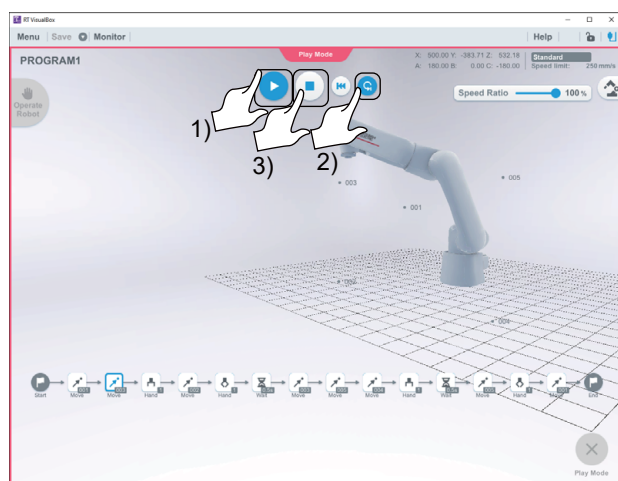 RT VisualBox
Menu Save Monitor Help
PROGRAM1
Play Mode
X: 500.00 Y: -383.71 Z: 532.18
A: 180.00 B: 0.00 C: -180.00
Standard
Speed limit: 250 mm/s
Operate
Robot
Speed Ratio 100 %
1)
3)
2)
003
005
001
Start Move Move Hand Move Hand Wait Move Move Move Hand Wait Move Hand Move End
Play Mode